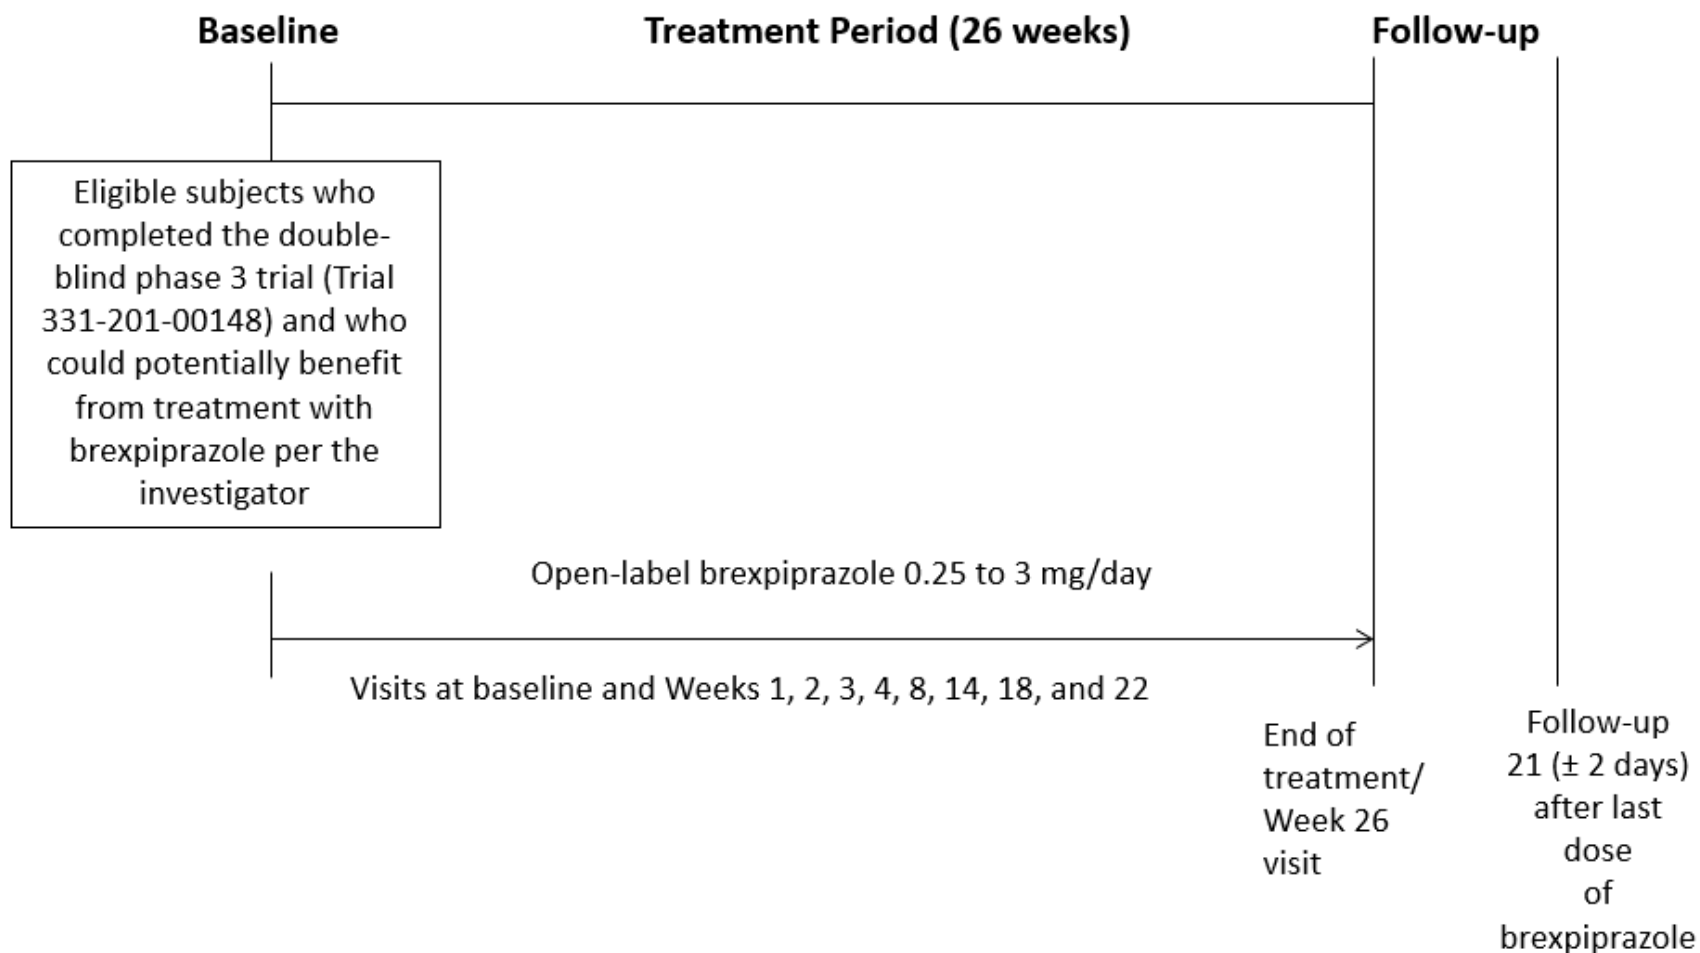 Baseline
Treatment Period (26 weeks)
Follow-up
Eligible subjects who
completed the double-
blind phase 3 trial (Trial
331-201-00148) and who
could potentially benefit
from treatment with
brexpiprazole per the
investigator
Open-label brexpiprazole 0.25 to 3 mg/day
Visits at baseline and Weeks 1, 2, 3, 4, 8, 14, 18, and 22
End of
treatment/
Week 26
visit
Follow-up
21 (± 2 days)
after last
dose
of
brexpiprazole